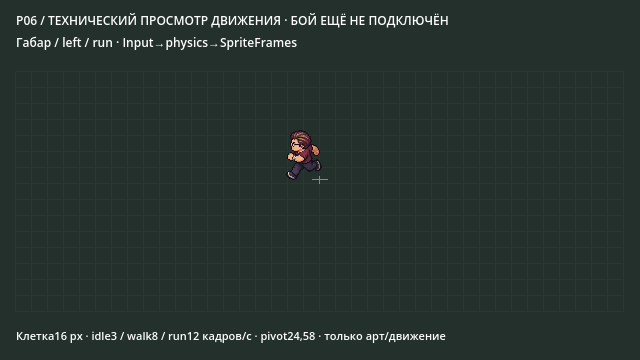 P06 / ТЕХНИЧЕСКИЙ ПРОСМОТР ДВИЖЕНИЯ · БОЙ ЕЩЁ НЕ ПОДКЛЮЧЁН
Габар / left / run · Input→physics→SpriteFrames
Клетка16 px · idle3 / walk8 / run12 кадров/с · pivot24,58 · только арт/движение